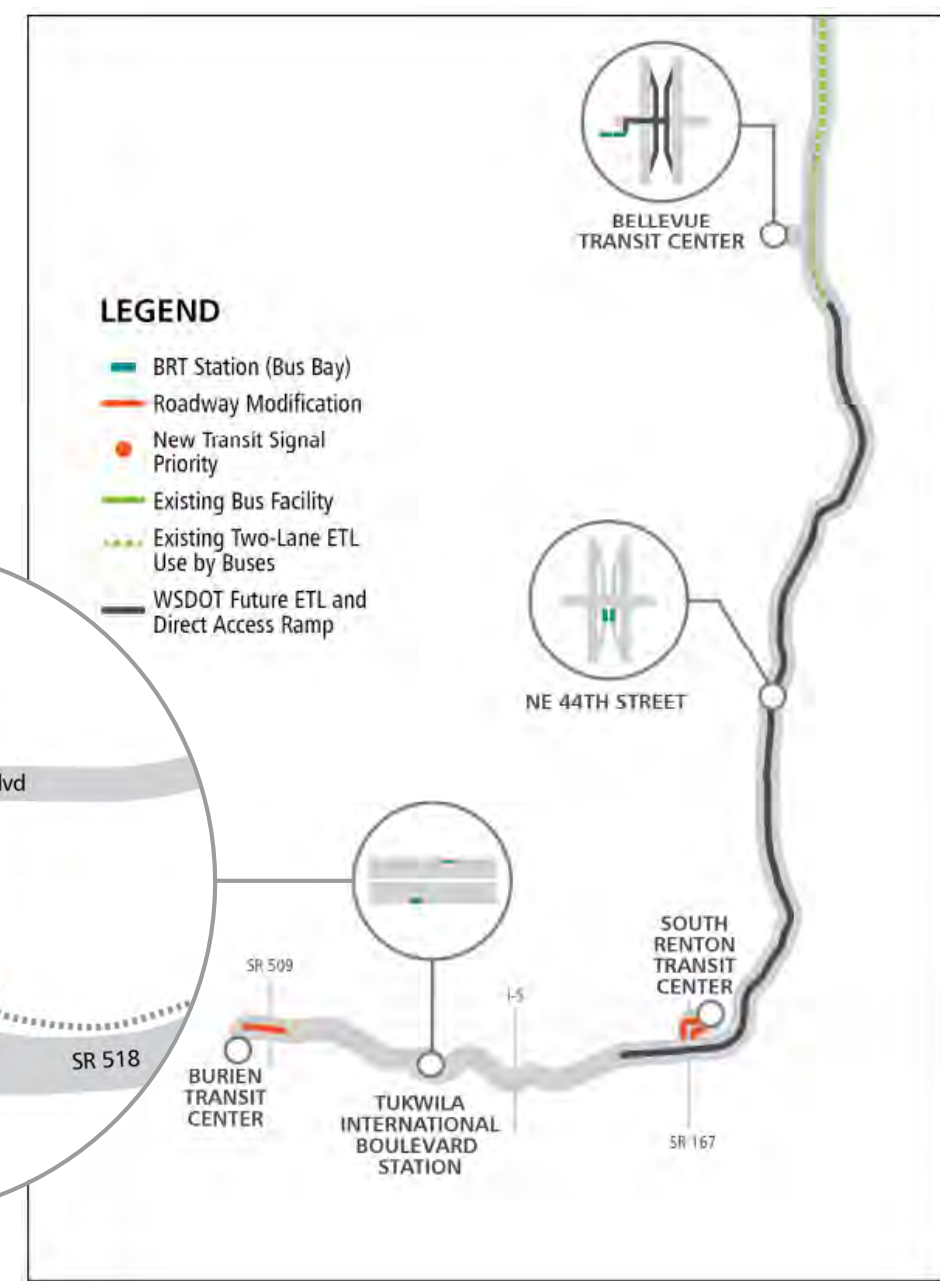 BELLEVUE
TRANSIT CENTER
LEGEND
BRT Station (Bus Bay)
Roadway Modification
New Transit Signal
Priority
Existing Bus Facility
Existing Two-Lane ETL
Use by Buses
WSDOT Future ETL and
Direct Access Ramp
NE 44TH STREET
lvd
SOUTH
RENTON
TRANSIT
CENTER
SR 509
I-5
SR 518
BURIEN
TRANSIT
CENTER
TUKWILA
INTERNATIONAL
BOULEVARD
STATION
SR 167